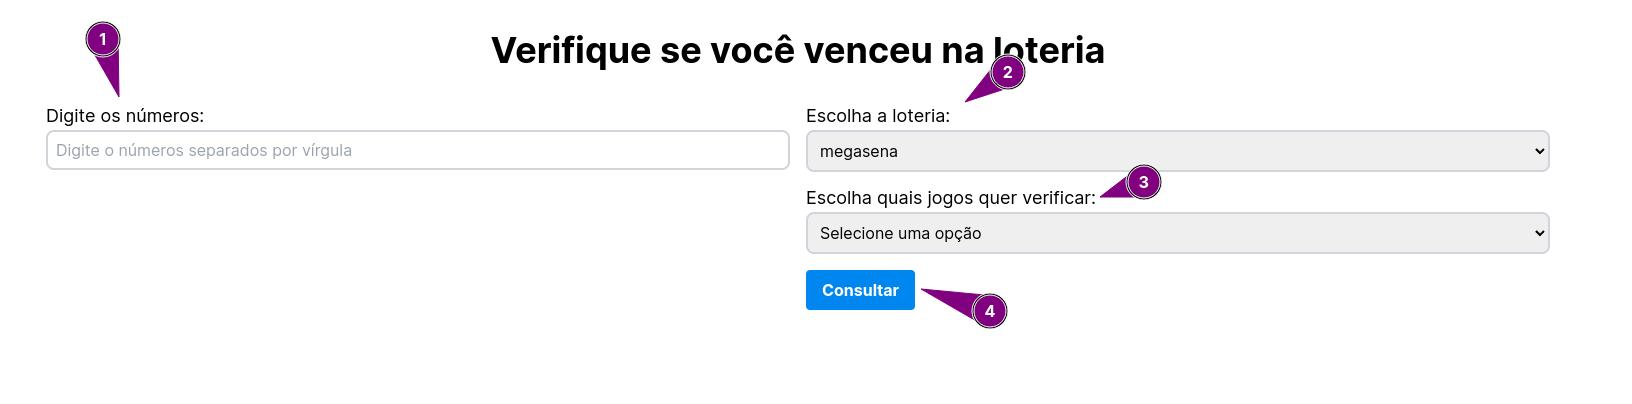 1
Verifique se você venceu na loteria
2
Digite os números:
Digite o números separados por vírgula
Escolha a loteria:
megasena
3
Escolha quais jogos quer verificar:
Selecione uma opção
Consultar
4